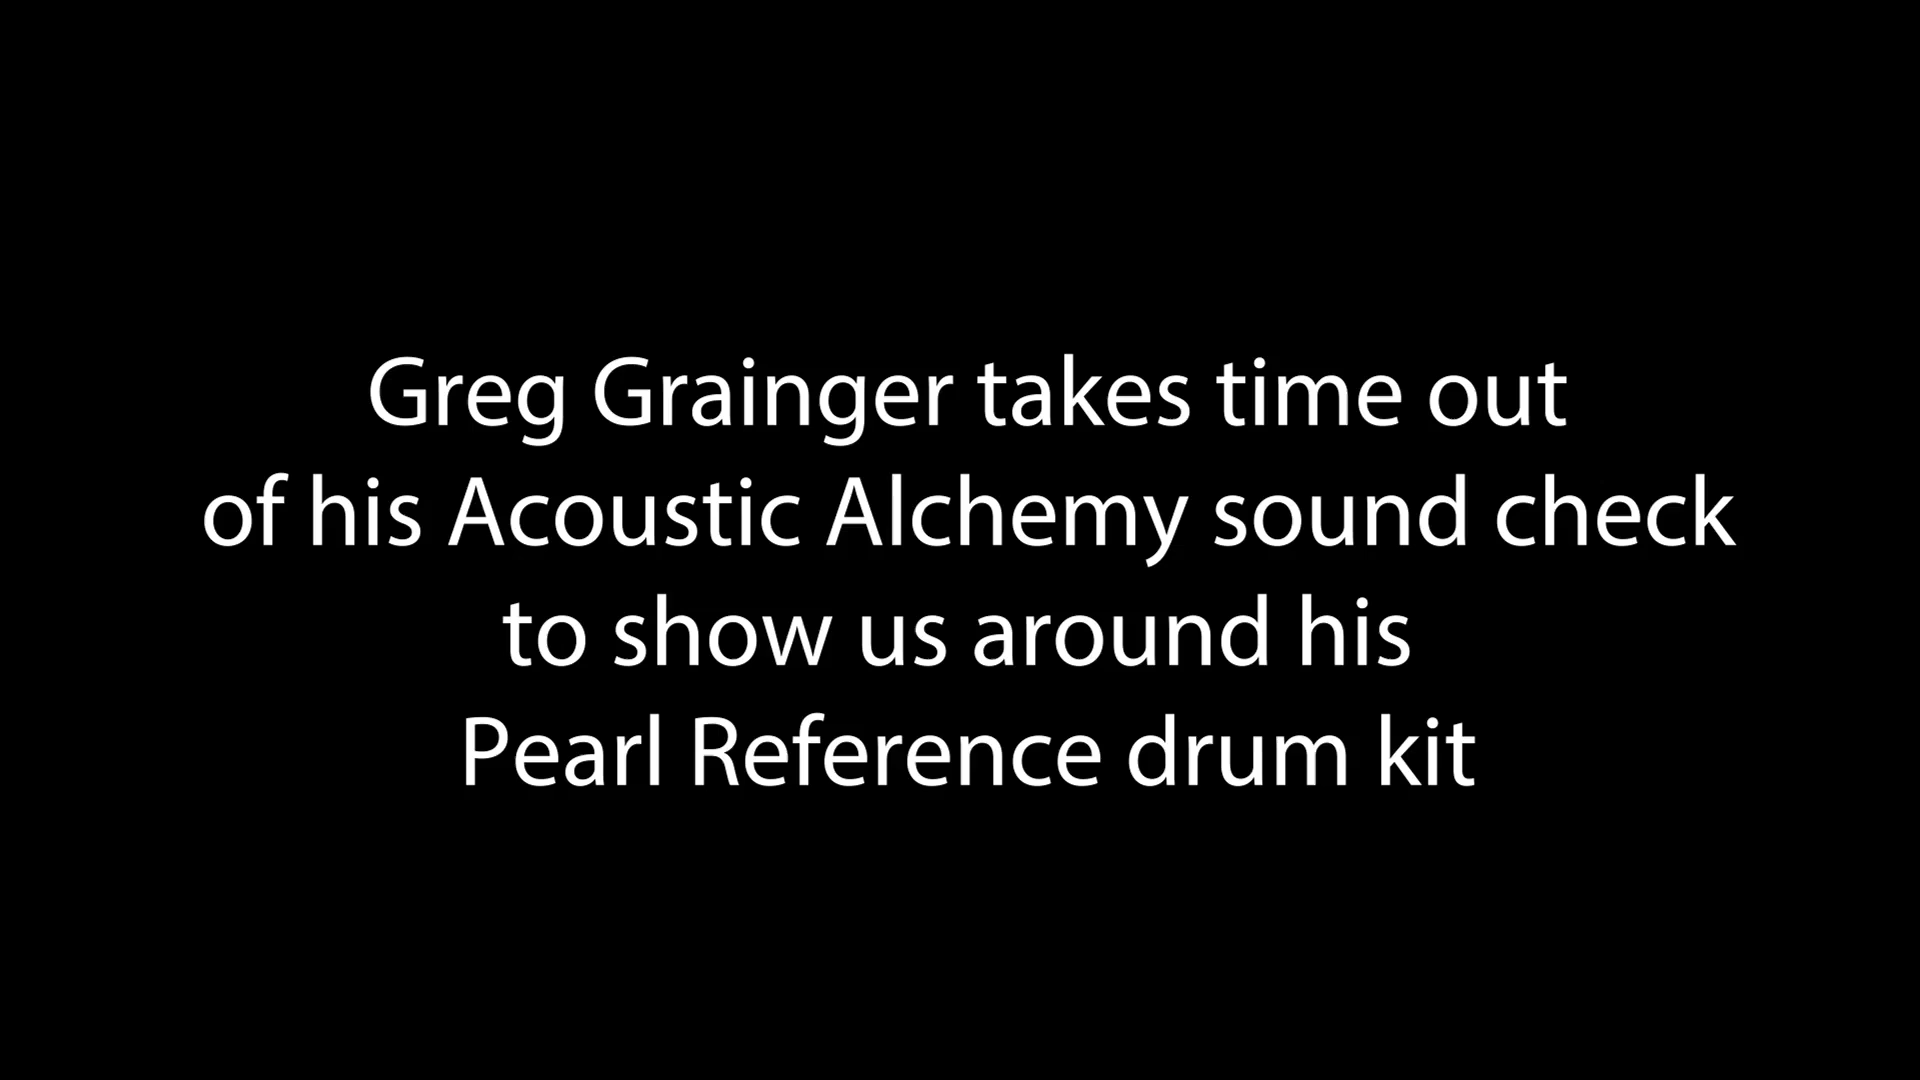 Greg Grainger takes time out
of his Acoustic Alchemy sound check
to show us around his
Pearl Reference drum kit